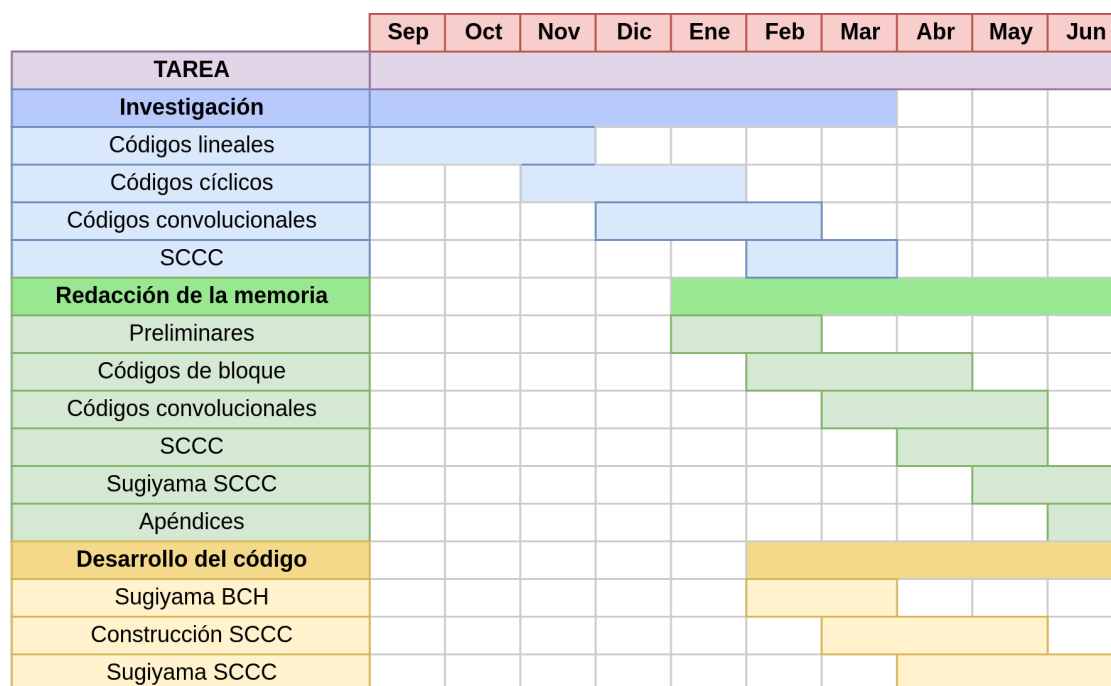 Sep Oct Nov Dic Ene Feb Mar Abr May Jun
TAREA
Investigación
Códigos lineales
Códigos cíclicos
Códigos convolucionales
SCCC
Redacción de la memoria
Preliminares
Códigos de bloque
Códigos convolucionales
SCCC
Sugiyama SCCC
Apéndices
Desarrollo del código
Sugiyama BCH
Construcción SCCC
Sugiyama SCCC